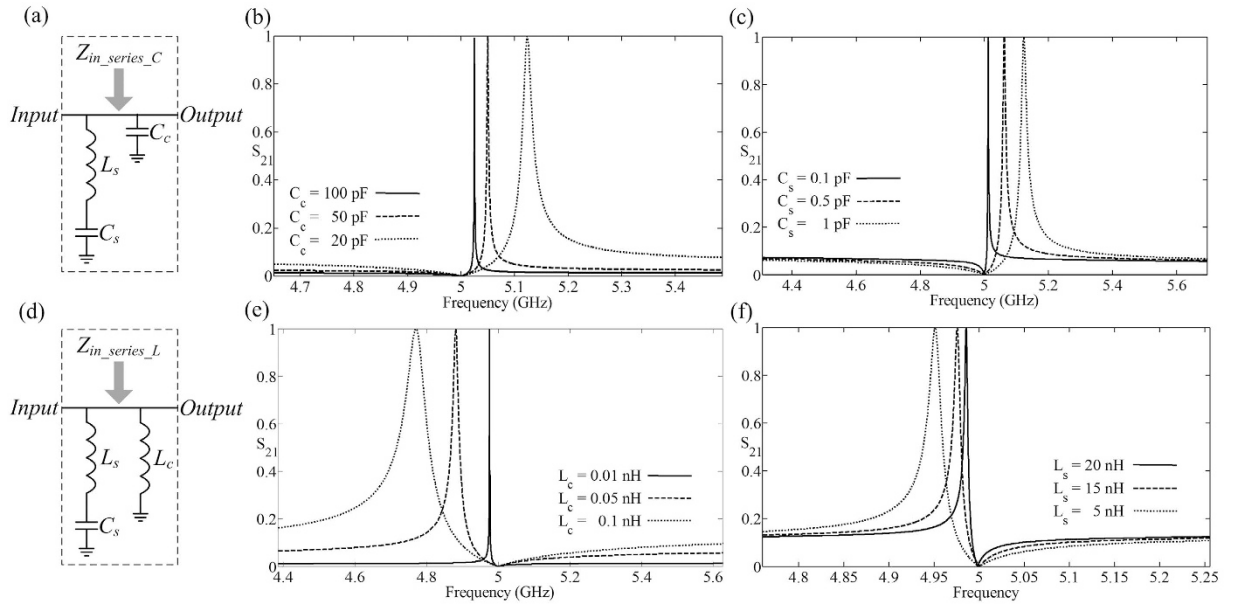 (a)
Z_in_series_C
Input
Output
C_c
L_s
C_s
(b)
1
0.8
0.6
S_21
0.4
0.2
0
C_c = 100 pF
C_c = 50 pF
C_c = 20 pF
4.7 4.8 4.9 5 5.1 5.2 5.3 5.4
Frequency (GHz)
(c)
1
0.8
0.6
S_21
0.4
0.2
0
C_s = 0.1 pF
C_s = 0.5 pF
C_s = 1 pF
4.4 4.6 4.8 5 5.2 5.4 5.6
Frequency (GHz)
(d)
Z_in_series_L
Input
Output
L_s
L_c
C_s
(e)
1
0.8
0.6
S_21
0.4
0.2
0
L_c = 0.01 nH
L_c = 0.05 nH
L_c = 0.1 nH
4.4 4.6 4.8 5 5.2 5.4 5.6
Frequency (GHz)
(f)
1
0.8
0.6
S_21
0.4
0.2
0
L_s = 20 nH
L_s = 15 nH
L_s = 5 nH
4.8 4.85 4.9 4.95 5 5.05 5.1 5.15 5.2 5.25
Frequency